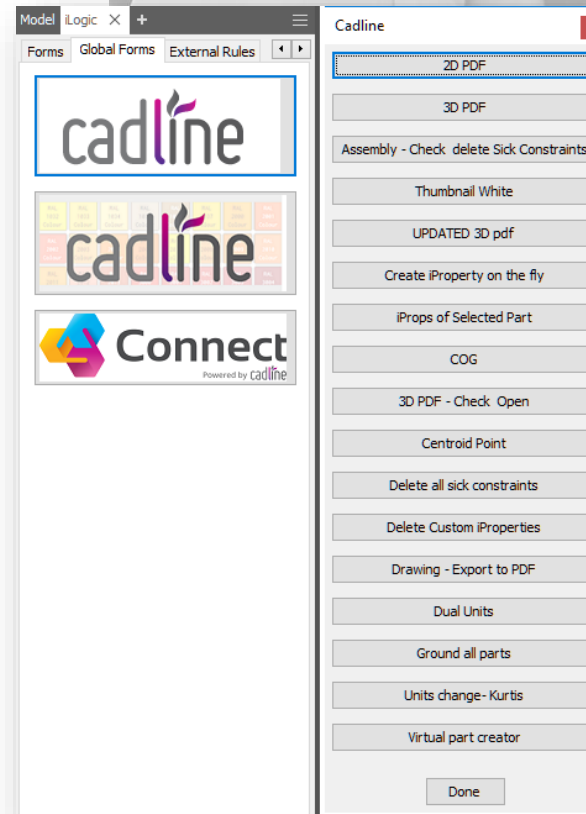 Model iLogic × +
Forms Global Forms External Rules
cadline
cadline
Connect
Powered by cadline
Cadline
2D PDF
3D PDF
Assembly - Check delete Sick Constraints
Thumbnail White
UPDATED 3D pdf
Create iProperty on the fly
iProps of Selected Part
COG
3D PDF - Check Open
Centroid Point
Delete all sick constraints
Delete Custom iProperties
Drawing - Export to PDF
Dual Units
Ground all parts
Units change- Kurtis
Virtual part creator
Done